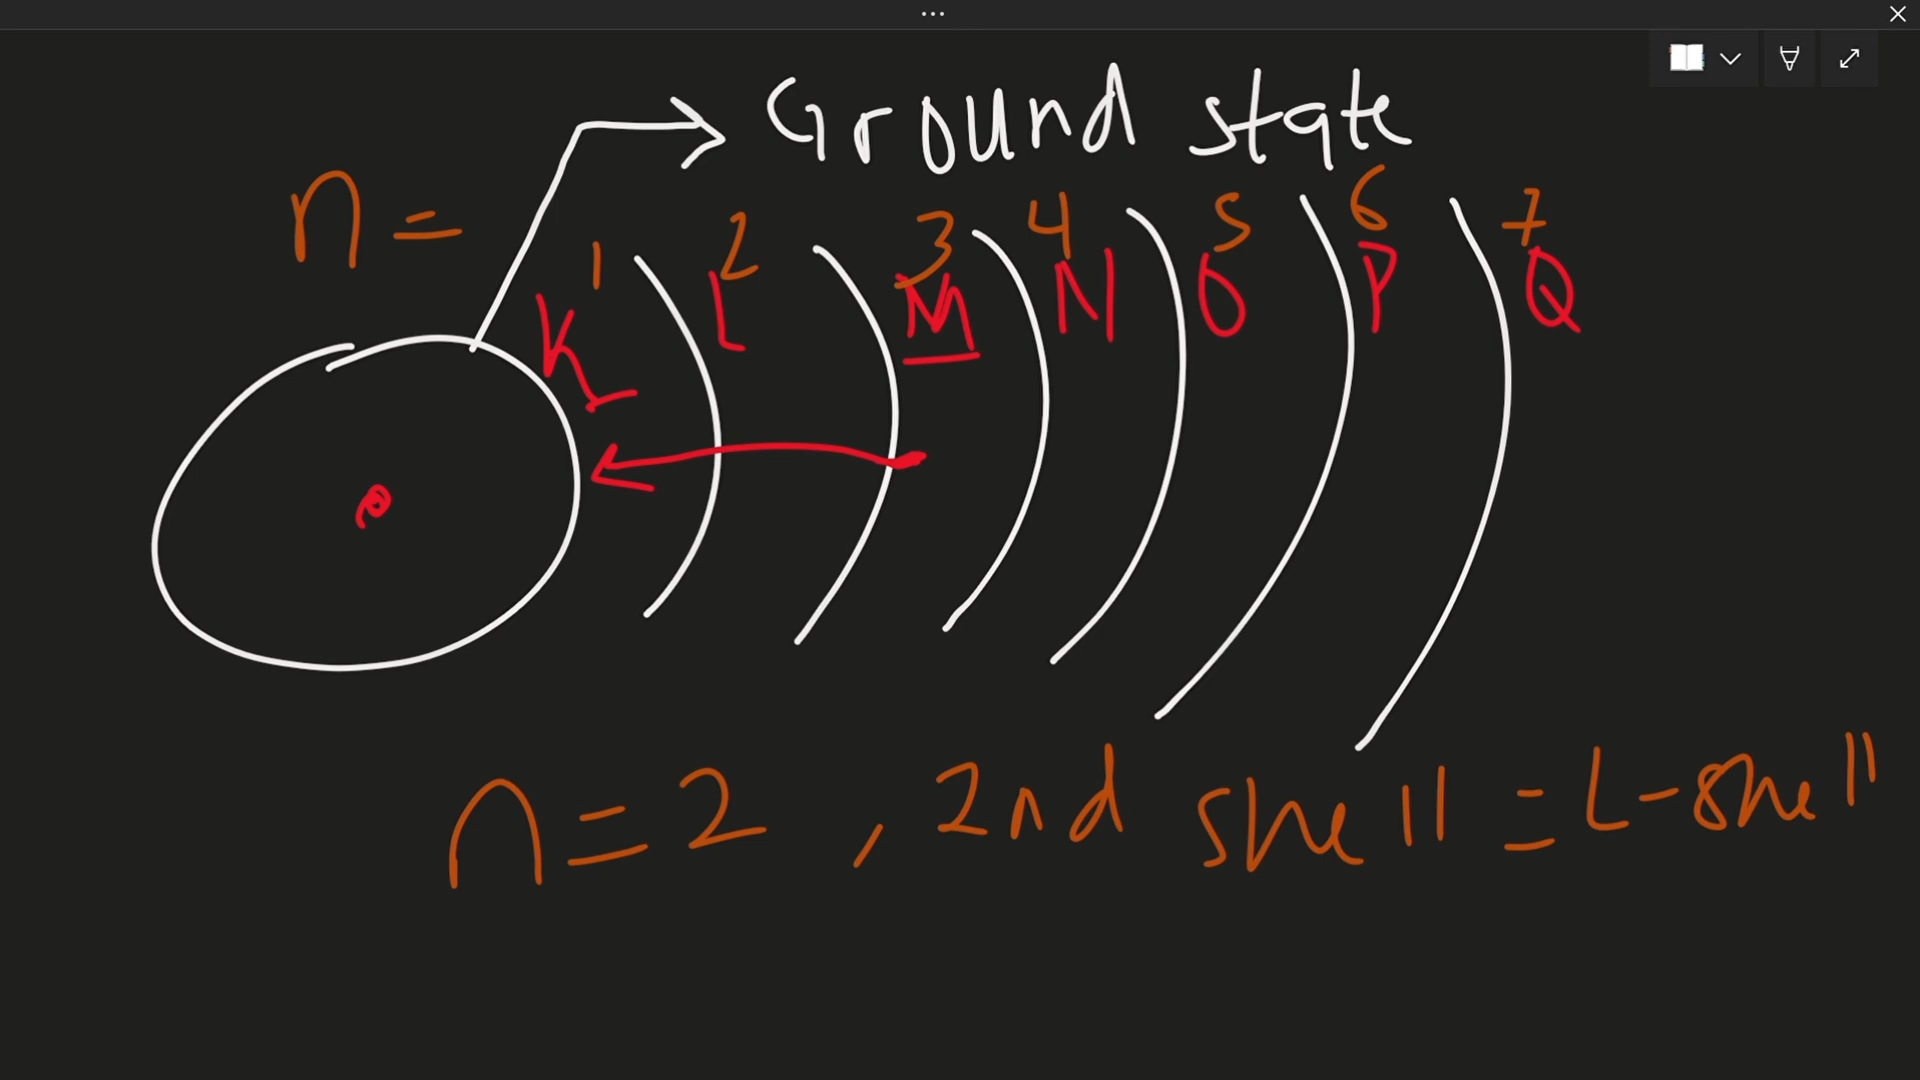 Ground state
n = 1 2 3 4 5 6 7
K L M N O P Q
n = 2 , 2nd shell = L-shell